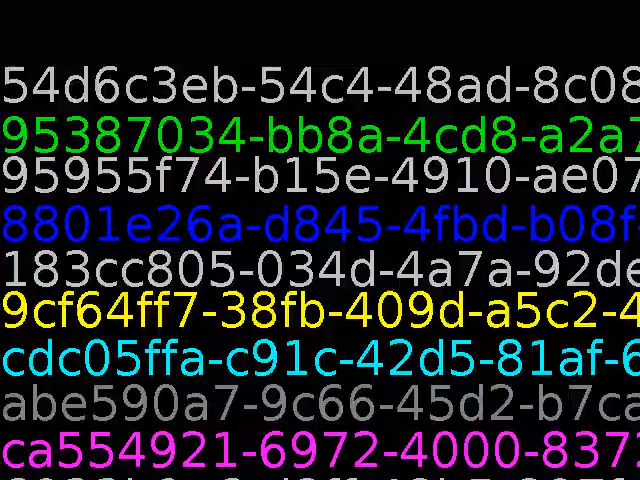 54d6c3eb-54c4-48ad-8c08
95387034-bb8a-4cd8-a2a7
95955f74-b15e-4910-ae07
8801e26a-d845-4fbd-b08f-
183cc805-034d-4a7a-92de
9cf64ff7-38fb-409d-a5c2-4
cdc05ffa-c91c-42d5-81af-6
abe590a7-9c66-45d2-b7ca
ca554921-6972-4000-8372